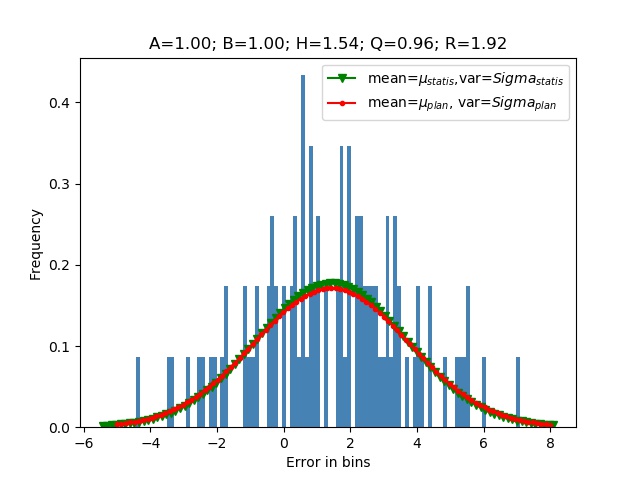 A=1.00; B=1.00; H=1.54; Q=0.96; R=1.92
mean=μstatis,var=Sigmastatis
mean=μplan, var=Sigmaplan
0.4
0.3
0.2
0.1
0.0
Frequency
−6 −4 −2 0 2 4 6 8
Error in bins